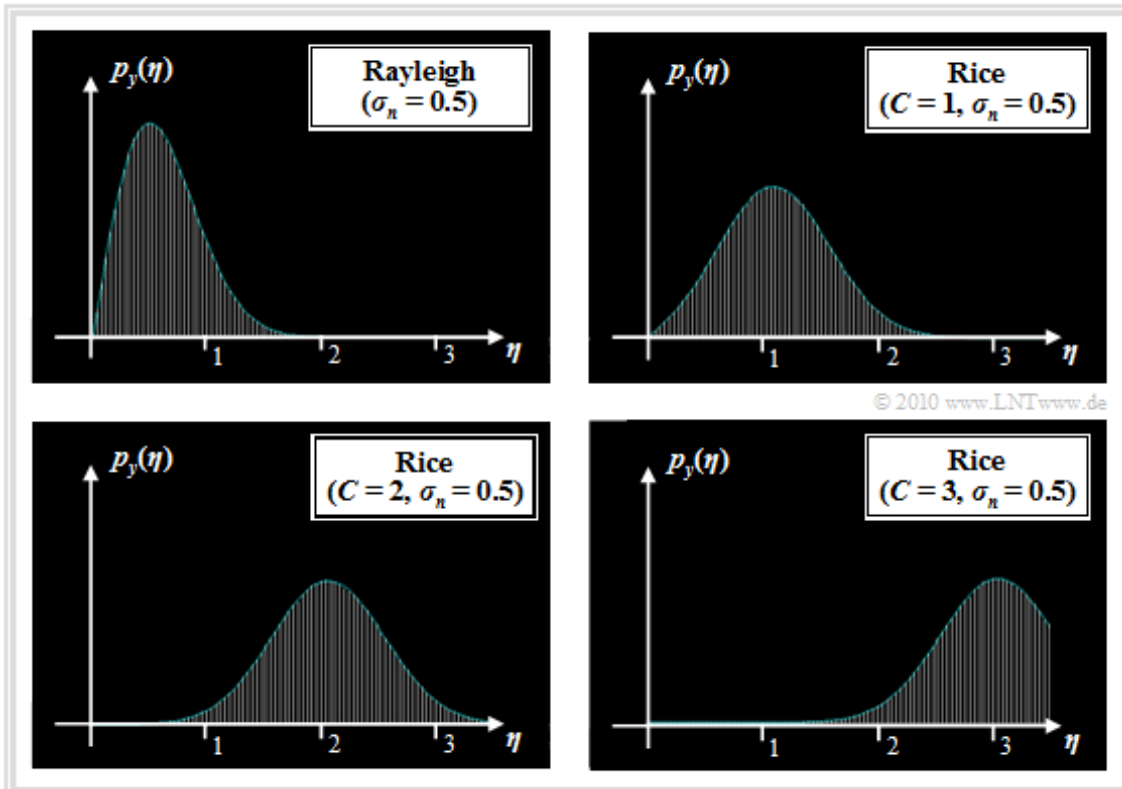 p_y(η)
Rayleigh
(σ_n = 0.5)
1 2 3 η
p_y(η)
Rice
(C = 1, σ_n = 0.5)
1 2 3 η
© 2010 www.LNTwww.de
p_y(η)
Rice
(C = 2, σ_n = 0.5)
1 2 3 η
p_y(η)
Rice
(C = 3, σ_n = 0.5)
1 2 3 η